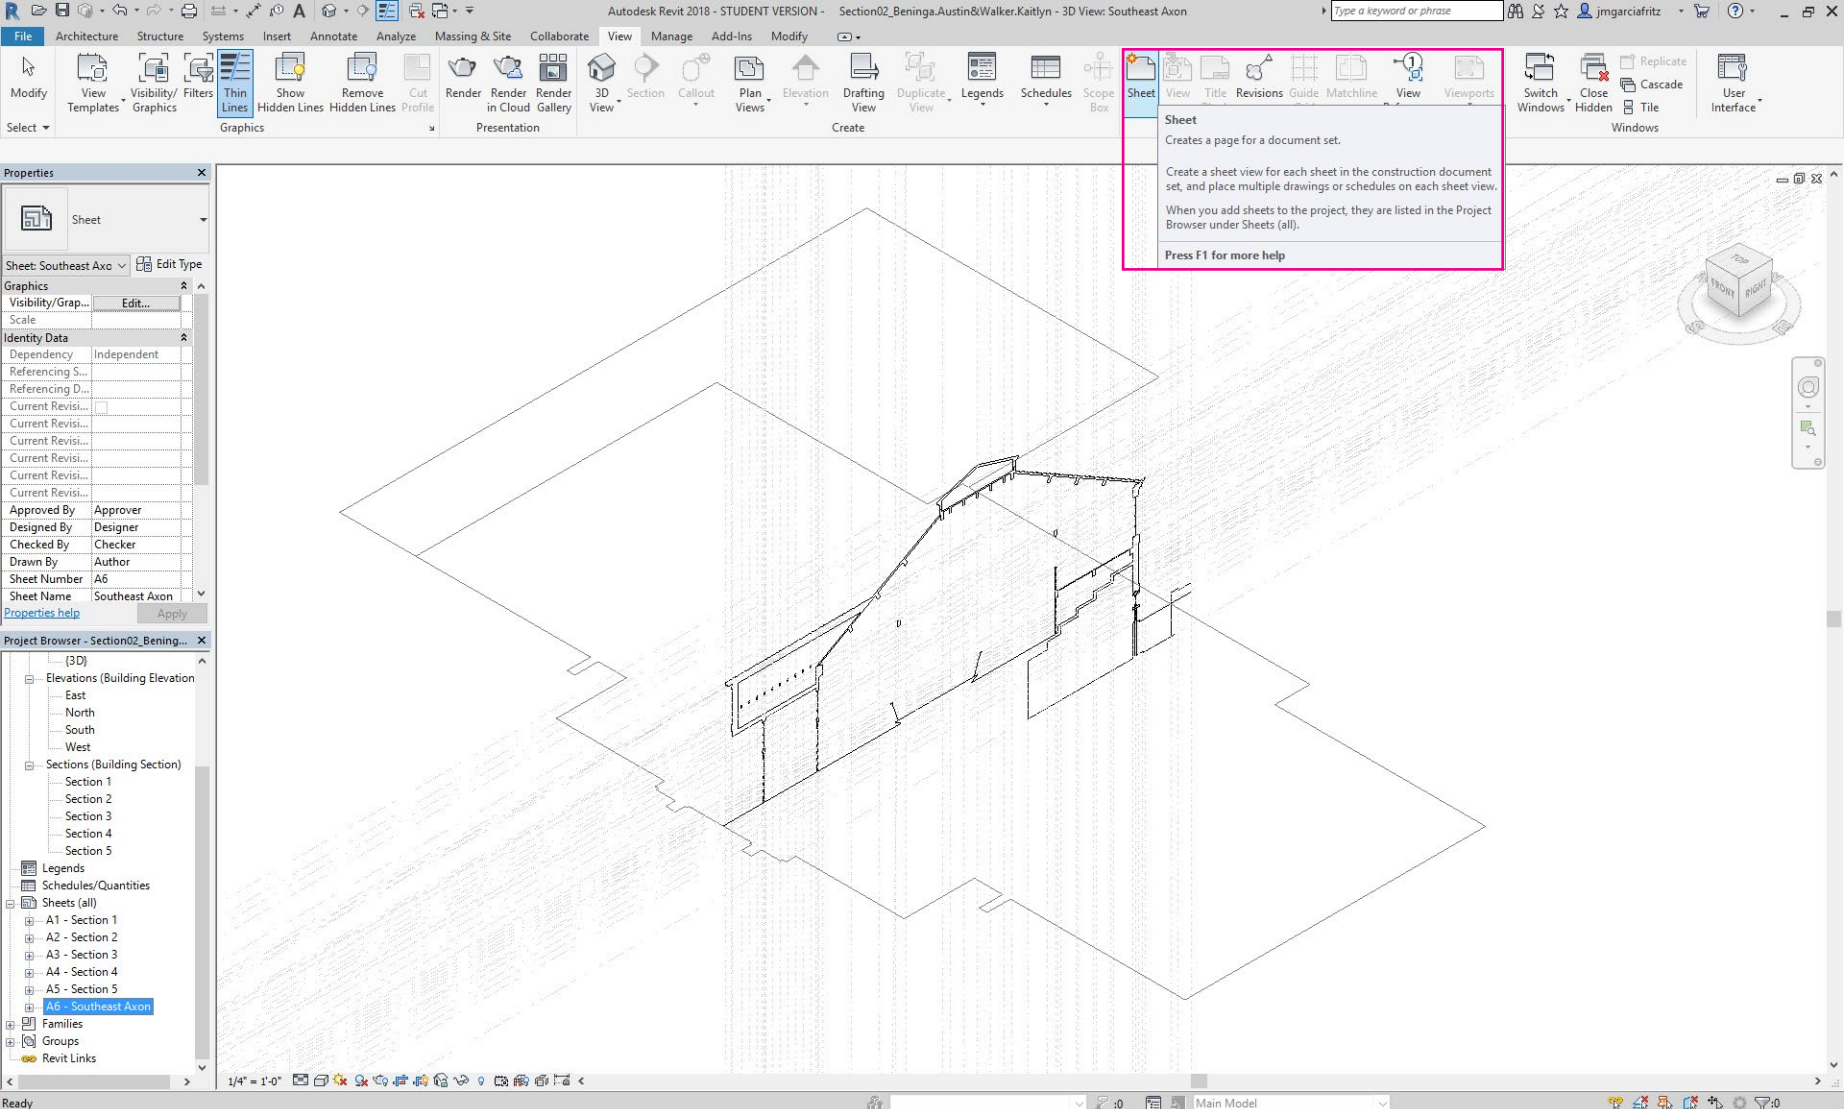 Autodesk Revit 2018 - STUDENT VERSION - Section02_Beninga.Austin&Walker.Kaitlyn - 3D View: Southeast Axon
Type a keyword or phrase
jmgarciafritz
File Architecture Structure Systems Insert Annotate Analyze Massing & Site Collaborate View Manage Add-Ins Modify
Modify
View Templates
Visibility/ Graphics
Filters
Thin Lines
Show Hidden Lines
Remove Hidden Lines
Cut Profile
Render
Render in Cloud
Render Gallery
3D View
Section
Callout
Plan Views
Elevation
Drafting View
Duplicate View
Legends
Schedules
Scope Box
Sheet
View
Title
Revisions
Guide
Matchline
View
Viewports
Switch Windows
Close Hidden
Replicate
Cascade
Tile
User Interface
Select
Graphics
Presentation
Create
Windows
Sheet
Creates a page for a document set.
Create a sheet view for each sheet in the construction document
set, and place multiple drawings or schedules on each sheet view.
When you add sheets to the project, they are listed in the Project
Browser under Sheets (all).
Press F1 for more help
TOP
FRONT
RIGHT
S
E
Properties
Sheet
Sheet: Southeast Axo
Edit Type
Graphics
Visibility/Grap... Edit...
Scale
Identity Data
Dependency Independent
Referencing S...
Referencing D...
Current Revisi...
Current Revisi...
Current Revisi...
Current Revisi...
Current Revisi...
Current Revisi...
Approved By Approver
Designed By Designer
Checked By Checker
Drawn By Author
Sheet Number A6
Sheet Name Southeast Axon
Properties help Apply
Project Browser - Section02_Bening...
{3D}
Elevations (Building Elevation
East
North
South
West
Sections (Building Section)
Section 1
Section 2
Section 3
Section 4
Section 5
Legends
Schedules/Quantities
Sheets (all)
A1 - Section 1
A2 - Section 2
A3 - Section 3
A4 - Section 4
A5 - Section 5
A6 - Southeast Axon
Families
Groups
Revit Links
1/4" = 1'-0"
Ready
:0
Main Model
:0